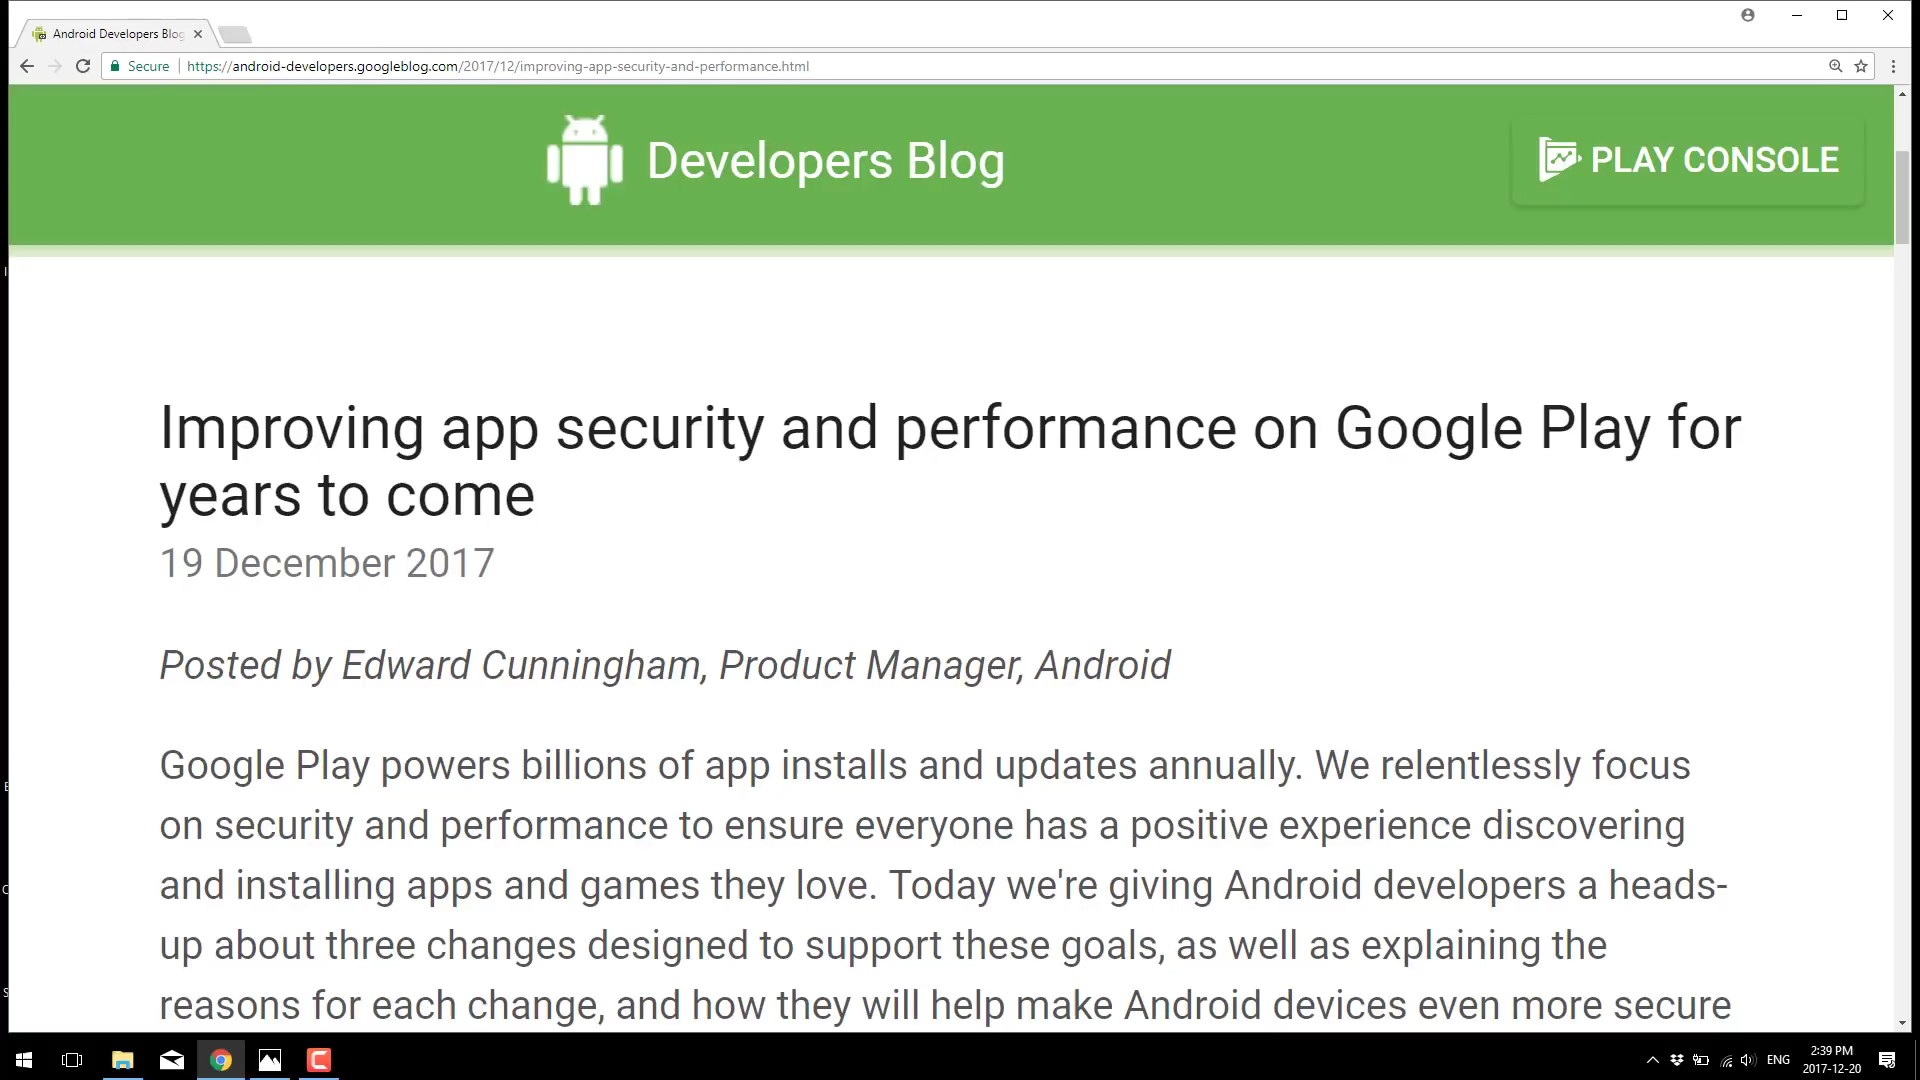 Android Developers Blog
Secure
https://android-developers.googleblog.com/2017/12/improving-app-security-and-performance.html
Developers Blog
PLAY CONSOLE
Improving app security and performance on Google Play for
years to come
19 December 2017
Posted by Edward Cunningham, Product Manager, Android
Google Play powers billions of app installs and updates annually. We relentlessly focus
on security and performance to ensure everyone has a positive experience discovering
and installing apps and games they love. Today we're giving Android developers a heads-
up about three changes designed to support these goals, as well as explaining the
reasons for each change, and how they will help make Android devices even more secure
ENG
2:39 PM
2017-12-20